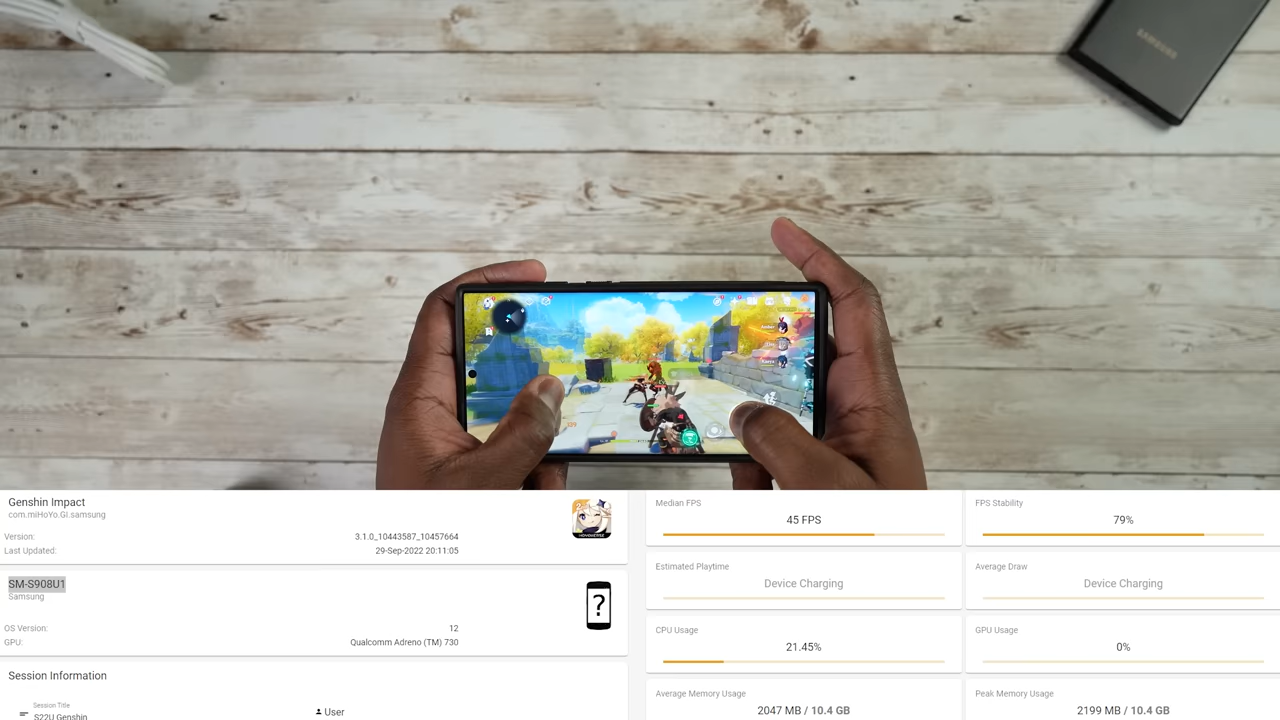 SAMSUNG
Genshin Impact
com.miHoYo.GI.samsung
Version: 3.1.0_10443587_10457664
Last Updated: 29-Sep-2022 20:11:05
SM-S908U1
Samsung
?
OS Version: 12
GPU: Qualcomm Adreno (TM) 730
Session Information
Session Title
S22U Genshin
User
Median FPS
45 FPS
FPS Stability
79%
Estimated Playtime
Device Charging
Average Draw
Device Charging
CPU Usage
21.45%
GPU Usage
0%
Average Memory Usage
2047 MB / 10.4 GB
Peak Memory Usage
2199 MB / 10.4 GB